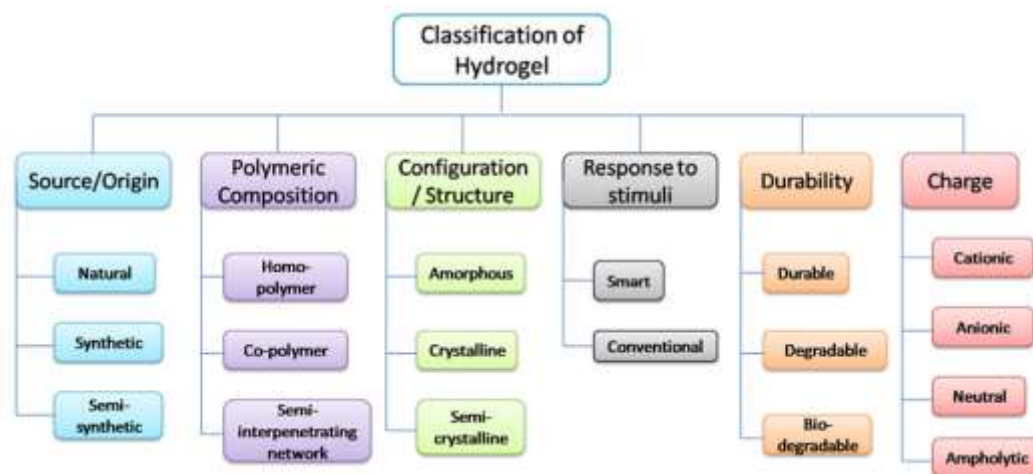 Classification of
Hydrogel
Source/Origin
Polymeric
Composition
Configuration
/ Structure
Response to
stimuli
Durability
Charge
Natural
Synthetic
Semi-
synthetic
Homo-
polymer
Co-polymer
Semi-
interpenetrating
network
Amorphous
Crystalline
Semi-
crystalline
Smart
Conventional
Durable
Degradable
Bio-
degradable
Cationic
Anionic
Neutral
Ampholytic